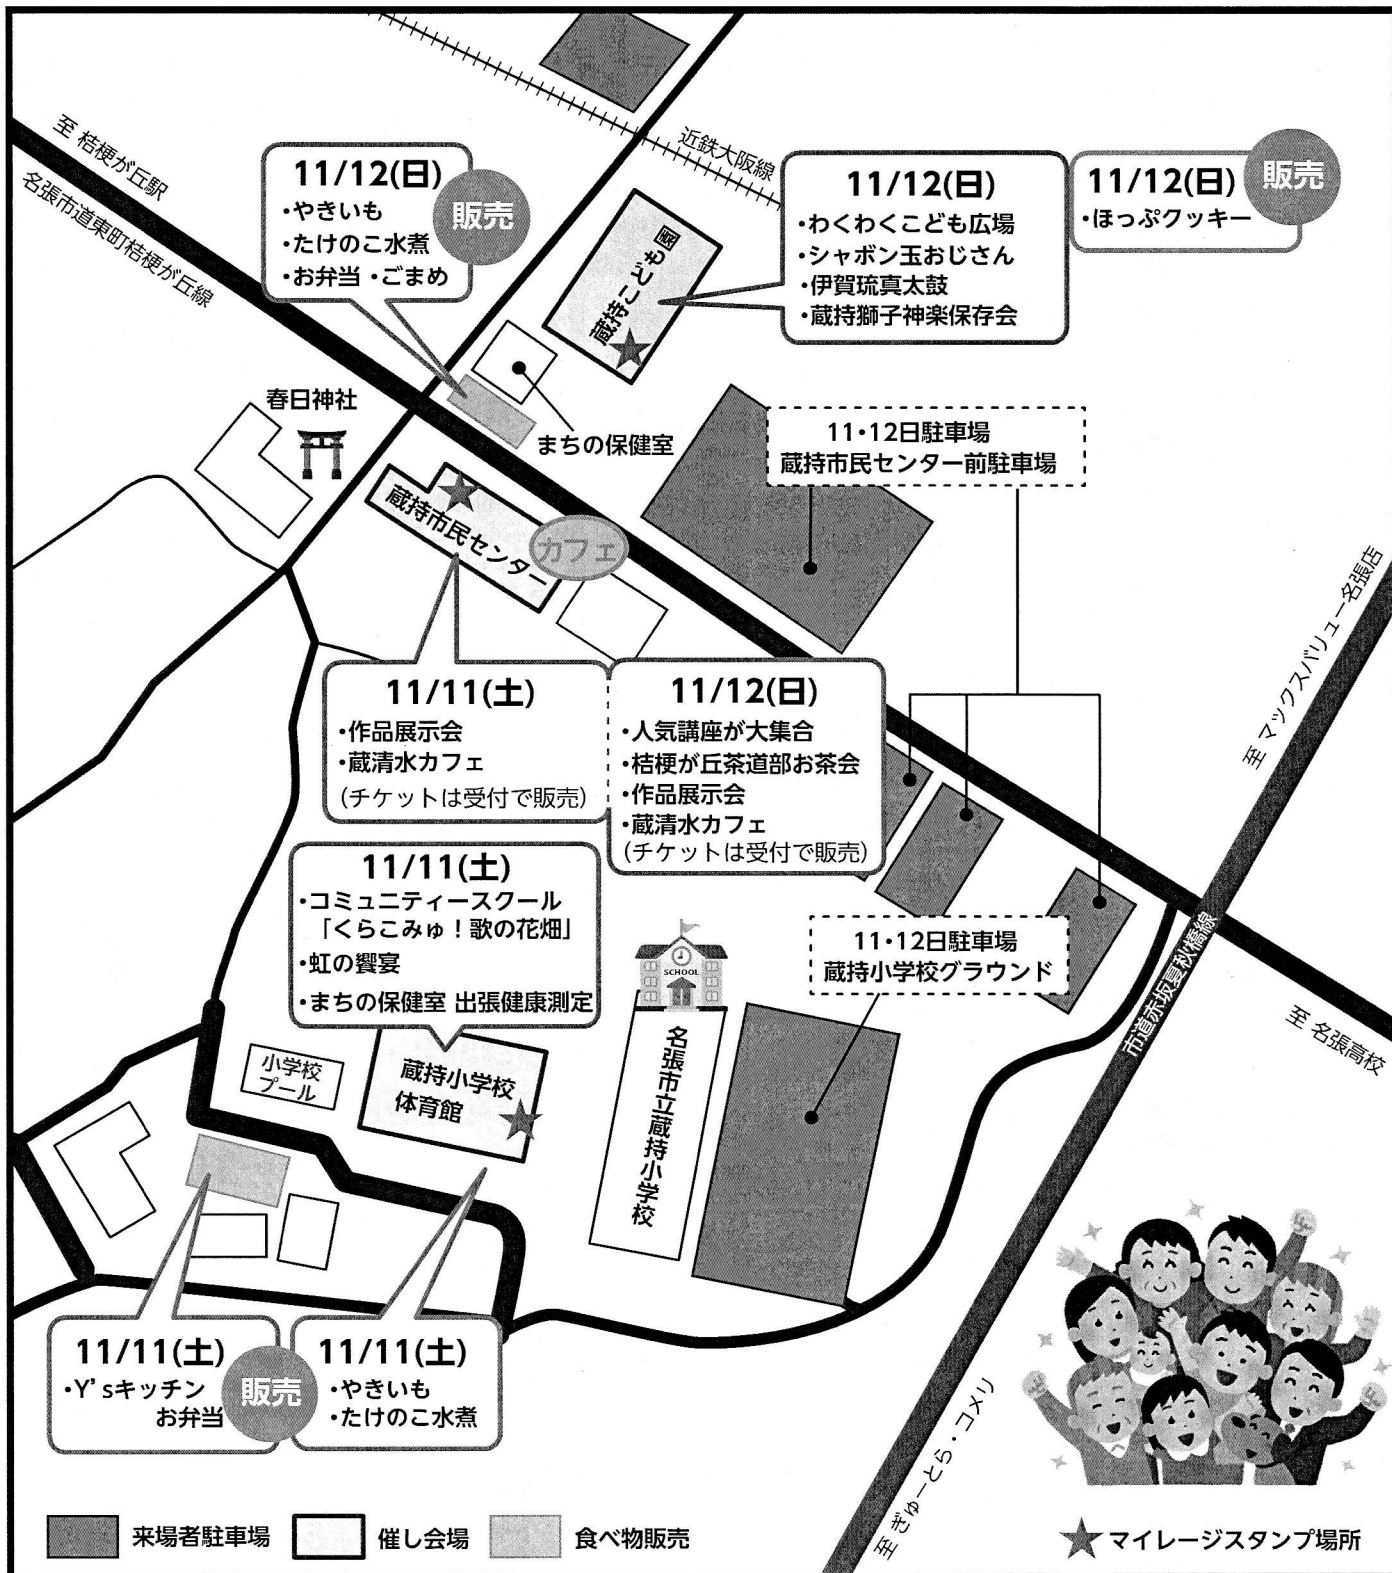 至 桔梗が丘駅
名張市道東町桔梗が丘線
近鉄大阪線
11/12(日)
販売
・やきいも
・たけのこ水煮
・お弁当 ・ごまめ
11/12(日)
・わくわくこども広場
・シャボン玉おじさん
・伊賀琉真太鼓
・蔵持獅子神楽保存会
11/12(日)
販売
・ほっぷクッキー
蔵持こども園
春日神社
まちの保健室
11・12日駐車場
蔵持市民センター前駐車場
蔵持市民センター
カフェ
至 マックスバリュー名張店
11/11(土)
・作品展示会
・蔵清水カフェ
(チケットは受付で販売)
11/12(日)
・人気講座が大集合
・桔梗が丘茶道部お茶会
・作品展示会
・蔵清水カフェ
(チケットは受付で販売)
11/11(土)
・コミュニティースクール
「くらこみゅ！歌の花畑」
・虹の饗宴
・まちの保健室 出張健康測定
SCHOOL
11・12日駐車場
蔵持小学校グラウンド
市道赤坂夏秋橋線
至 名張高校
小学校
プール
蔵持小学校
体育館
名張市立蔵持小学校
11/11(土)
・Y’sキッチン
お弁当
販売
11/11(土)
・やきいも
・たけのこ水煮
至 ぎゅーとら・コメリ
来場者駐車場
催し会場
食べ物販売
マイレージスタンプ場所